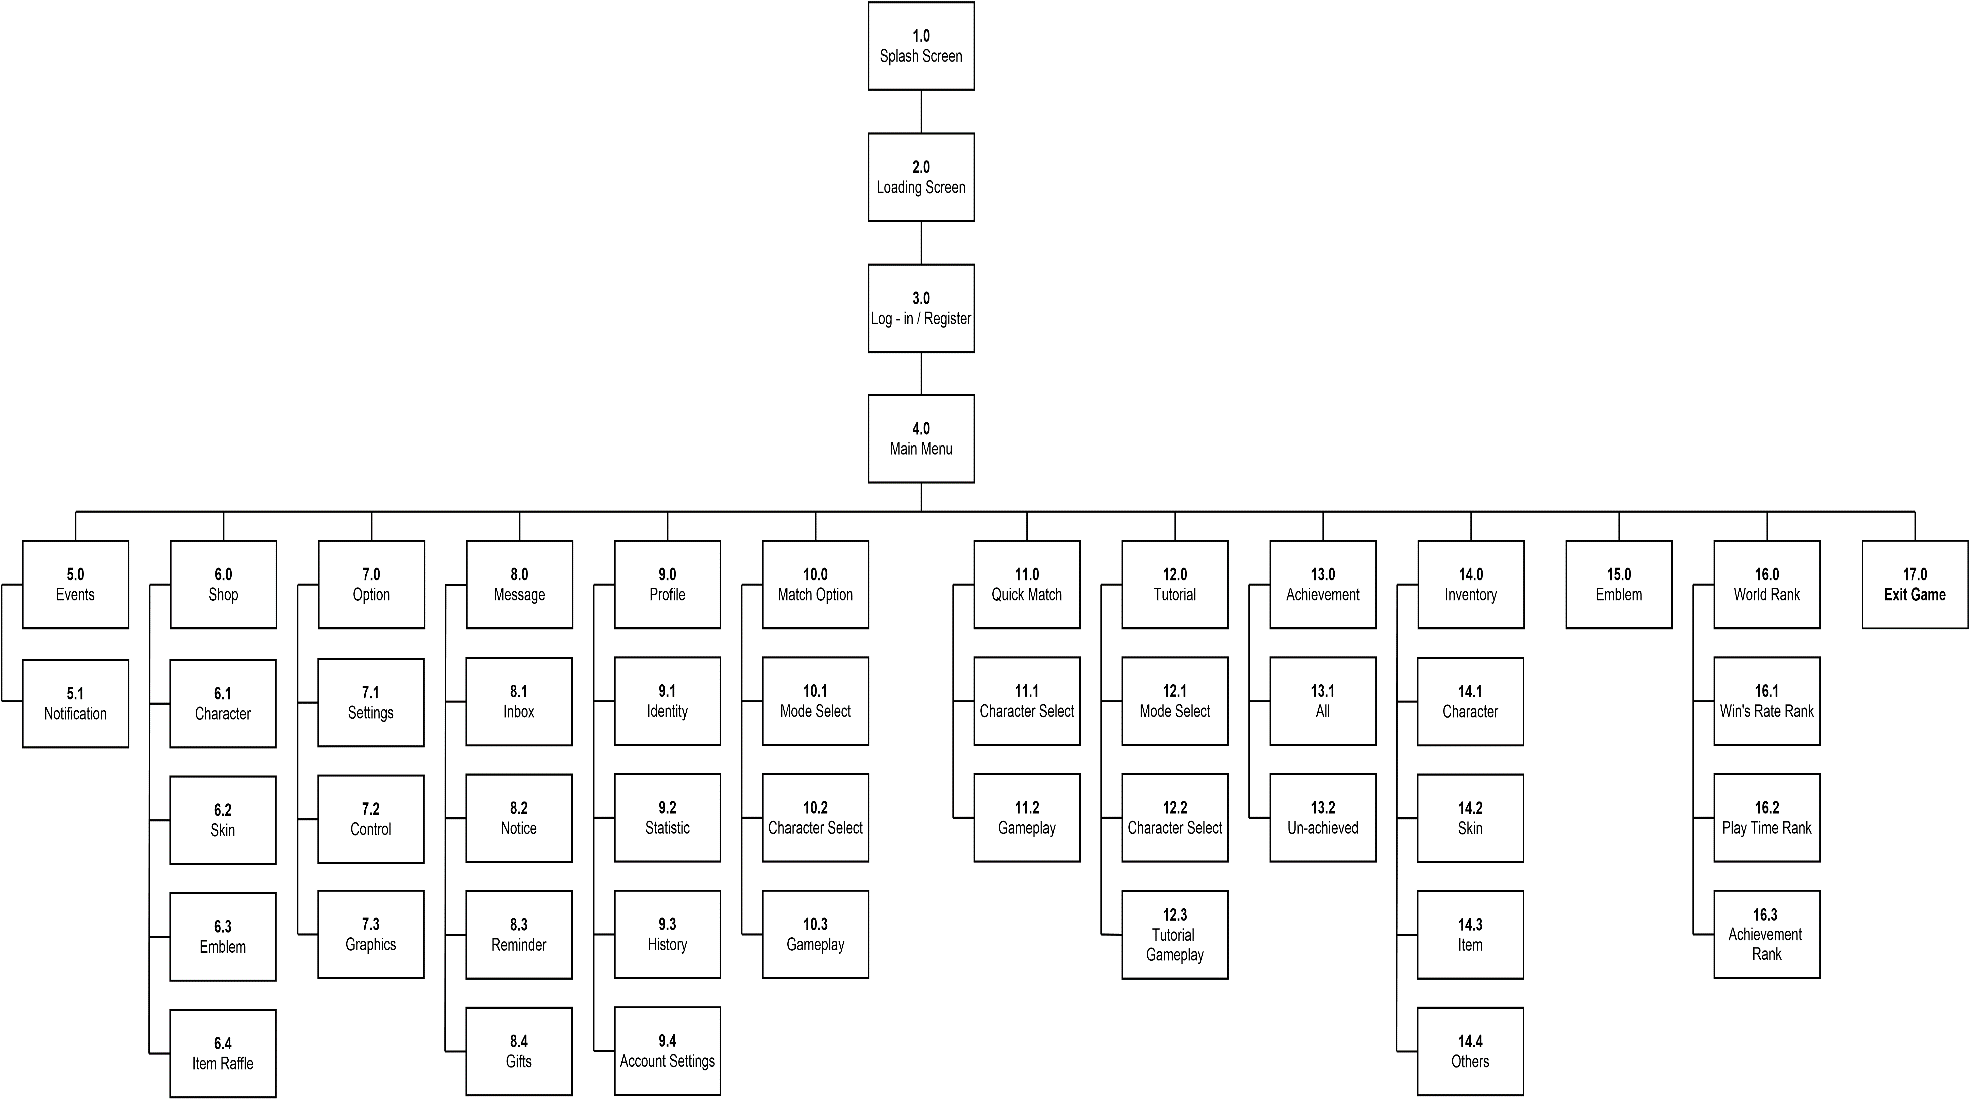 1.0
Splash Screen
2.0
Loading Screen
3.0
Log - in / Register
4.0
Main Menu
5.0
Events
5.1
Notification
6.0
Shop
6.1
Character
6.2
Skin
6.3
Emblem
6.4
Item Raffle
7.0
Option
7.1
Settings
7.2
Control
7.3
Graphics
8.0
Message
8.1
Inbox
8.2
Notice
8.3
Reminder
8.4
Gifts
9.0
Profile
9.1
Identity
9.2
Statistic
9.3
History
9.4
Account Settings
10.0
Match Option
10.1
Mode Select
10.2
Character Select
10.3
Gameplay
11.0
Quick Match
11.1
Character Select
11.2
Gameplay
12.0
Tutorial
12.1
Mode Select
12.2
Character Select
12.3
Tutorial
Gameplay
13.0
Achievement
13.1
All
13.2
Un-achieved
14.0
Inventory
14.1
Character
14.2
Skin
14.3
Item
14.4
Others
15.0
Emblem
16.0
World Rank
16.1
Win's Rate Rank
16.2
Play Time Rank
16.3
Achievement
Rank
17.0
Exit Game